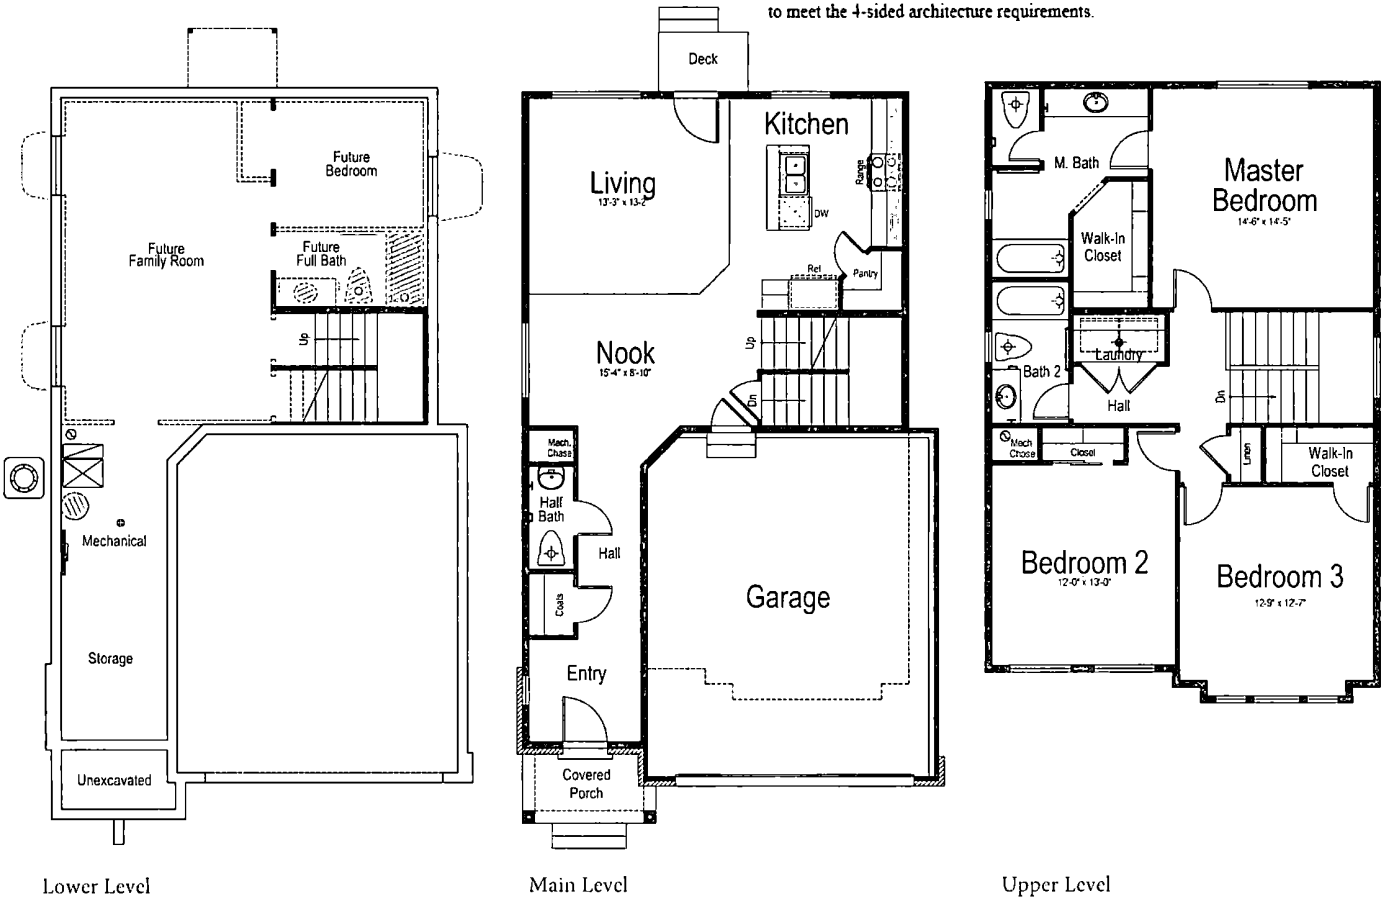 to meet the 4-sided architecture requirements.
Future
Bedroom
Future
Full Bath
Future
Family Room
Up
Mechanical
Storage
Unexcavated
Lower Level
Deck
Kitchen
Living
13'-3" x 13'-2"
Range
DW
Ref
Pantry
Nook
15'-4" x 8'-10"
Up
Dn
Mech.
Chase
Half
Bath
Hall
Coats
Garage
Entry
Covered
Porch
Main Level
M. Bath
Master
Bedroom
14'-6" x 14'-5"
Walk-In
Closet
Laundry
Bath 2
Hall
Dn
Mech
Chase
Closet
Linen
Walk-In
Closet
Bedroom 2
12'-0" x 13'-0"
Bedroom 3
12'-9" x 12'-7"
Upper Level